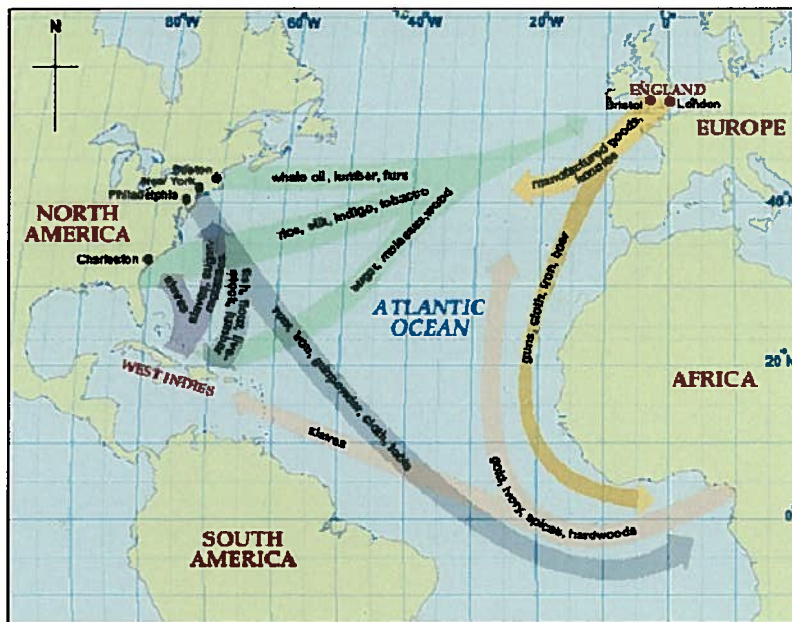 80°W
60°W
40°W
20°W
0°
N
ENGLAND
Bristol
London
EUROPE
manufactured goods,
luxuries
Boston
New York
Philadelphia
whale oil, lumber, furs
NORTH
AMERICA
rice, silk, indigo, tobacco
40°N
sugar, molasses, wood
Charleston
guns, cloth, iron, beer
slaves
slaves, sugar
fish, flour, live-
stock, lumber
ATLANTIC
OCEAN
rum, iron, gunpowder, cloth, tools
WEST INDIES
20°N
AFRICA
slaves
gold, ivory, spices, hardwoods
SOUTH
AMERICA
0°